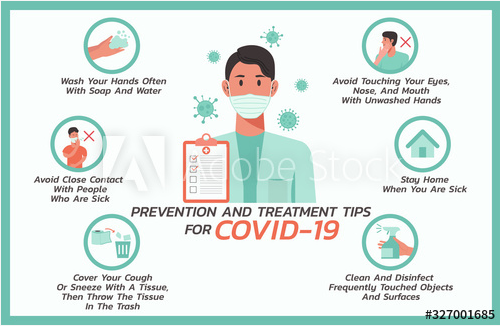 Wash Your Hands Often
With Soap And Water
Avoid Touching Your Eyes,
Nose, And Mouth
With Unwashed Hands
Avoid Close Contact
With People
Who Are Sick
Stay Home
When You Are Sick
PREVENTION AND TREATMENT TIPS
FOR COVID-19
Cover Your Cough
Or Sneeze With A Tissue,
Then Throw The Tissue
In The Trash
Clean And Disinfect
Frequently Touched Objects
And Surfaces
Adobe Stock
#327001685